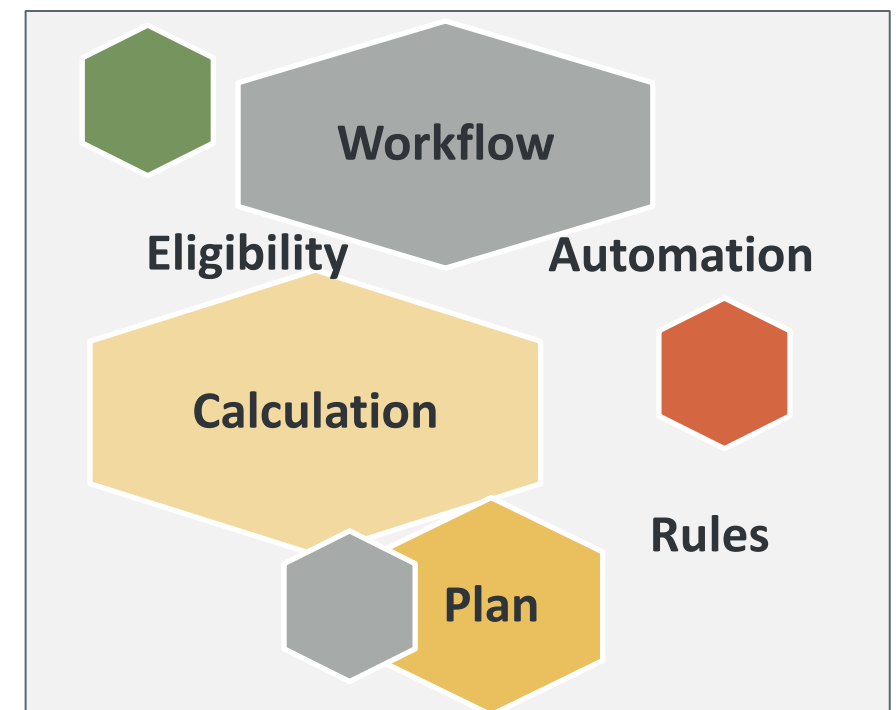 Workflow
Eligibility
Automation
Calculation
Rules
Plan